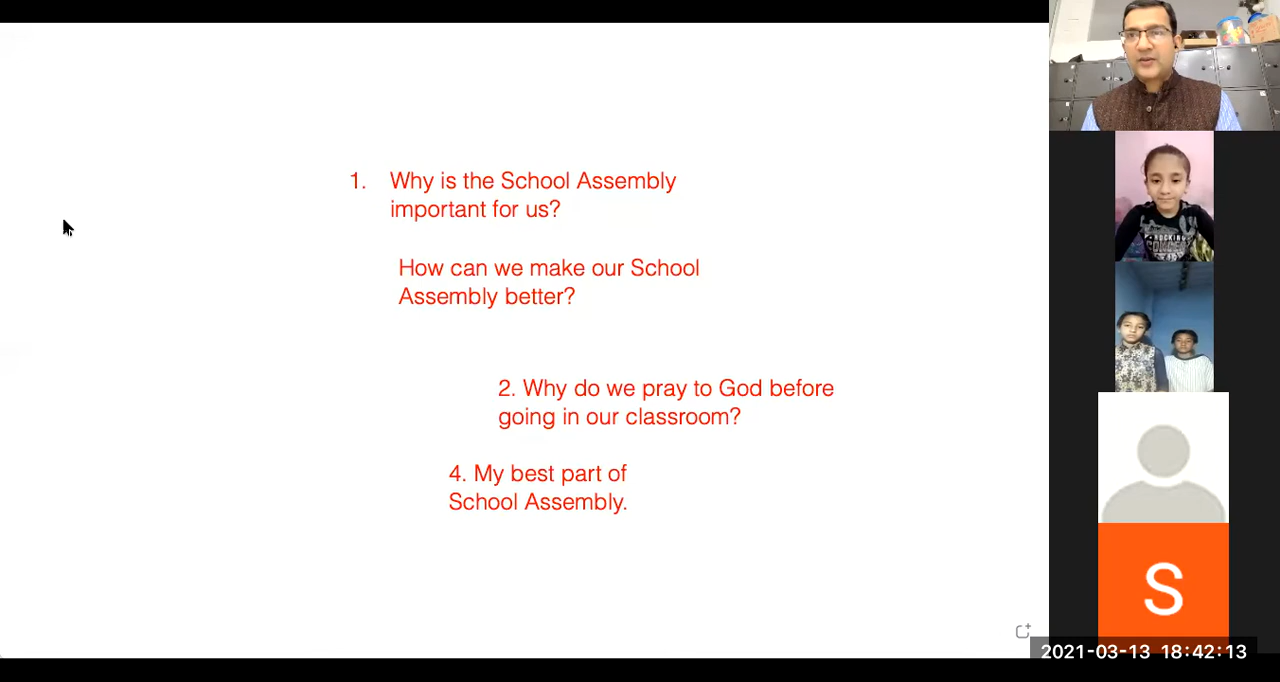 1. Why is the School Assembly
important for us?
How can we make our School
Assembly better?
2. Why do we pray to God before
going in our classroom?
4. My best part of
School Assembly.
S
2021-03-13 18:42:13